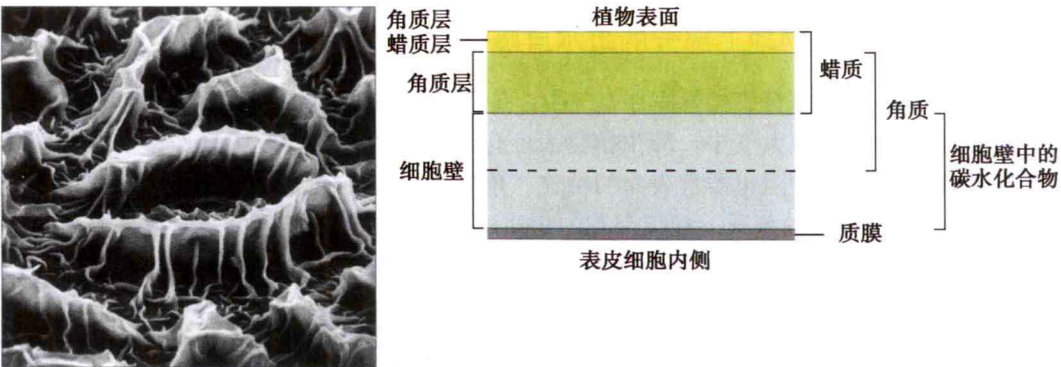 植物表面
角质层
蜡质层
角质层
细胞壁
蜡质
角质
细胞壁中的
碳水化合物
质膜
表皮细胞内侧